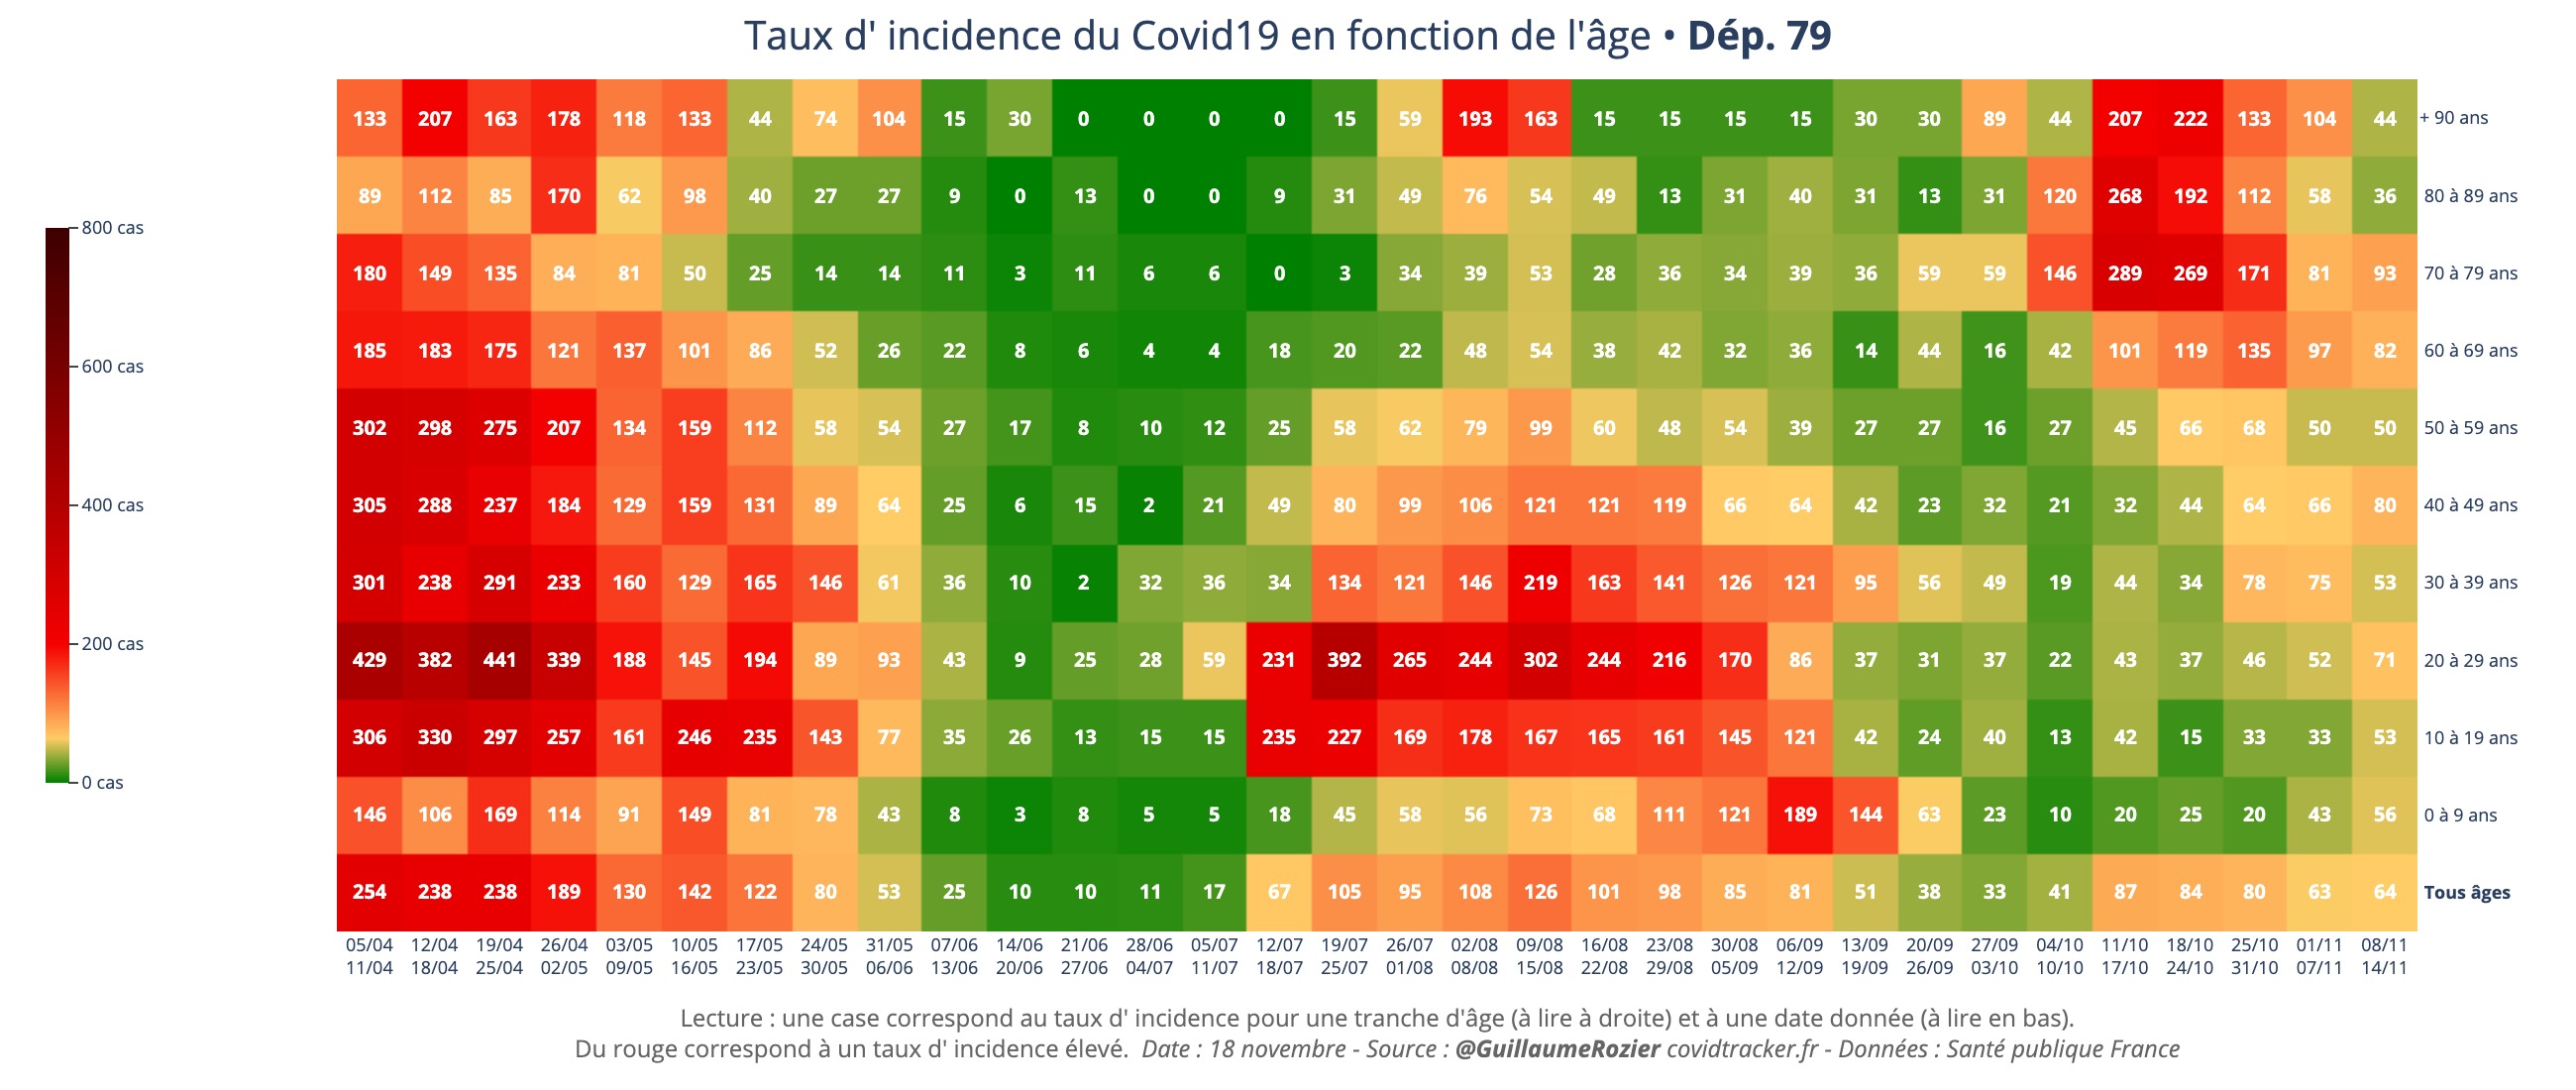 Taux d' incidence du Covid19 en fonction de l'âge • Dép. 79
133 207 163 178 118 133 44 74 104 15 30 0 0 0 0 15 59 193 163 15 15 15 15 30 30 89 44 207 222 133 104 44 + 90 ans
89 112 85 170 62 98 40 27 27 9 0 13 0 0 9 31 49 76 54 49 13 31 40 31 13 31 120 268 192 112 58 36 80 à 89 ans
800 cas
180 149 135 84 81 50 25 14 14 11 3 11 6 6 0 3 34 39 53 28 36 34 39 36 59 59 146 289 269 171 81 93 70 à 79 ans
185 183 175 121 137 101 86 52 26 22 8 6 4 4 18 20 22 48 54 38 42 32 36 14 44 16 42 101 119 135 97 82 60 à 69 ans
600 cas
302 298 275 207 134 159 112 58 54 27 17 8 10 12 25 58 62 79 99 60 48 54 39 27 27 16 27 45 66 68 50 50 50 à 59 ans
305 288 237 184 129 159 131 89 64 25 6 15 2 21 49 80 99 106 121 121 119 66 64 42 23 32 21 32 44 64 66 80 40 à 49 ans
400 cas
301 238 291 233 160 129 165 146 61 36 10 2 32 36 34 134 121 146 219 163 141 126 121 95 56 49 19 44 34 78 75 53 30 à 39 ans
200 cas
429 382 441 339 188 145 194 89 93 43 9 25 28 59 231 392 265 244 302 244 216 170 86 37 31 37 22 43 37 46 52 71 20 à 29 ans
306 330 297 257 161 246 235 143 77 35 26 13 15 15 235 227 169 178 167 165 161 145 121 42 24 40 13 42 15 33 33 53 10 à 19 ans
0 cas
146 106 169 114 91 149 81 78 43 8 3 8 5 5 18 45 58 56 73 68 111 121 189 144 63 23 10 20 25 20 43 56 0 à 9 ans
254 238 238 189 130 142 122 80 53 25 10 10 11 17 67 105 95 108 126 101 98 85 81 51 38 33 41 87 84 80 63 64 Tous âges
05/04 12/04 19/04 26/04 03/05 10/05 17/05 24/05 31/05 07/06 14/06 21/06 28/06 05/07 12/07 19/07 26/07 02/08 09/08 16/08 23/08 30/08 06/09 13/09 20/09 27/09 04/10 11/10 18/10 25/10 01/11 08/11
11/04 18/04 25/04 02/05 09/05 16/05 23/05 30/05 06/06 13/06 20/06 27/06 04/07 11/07 18/07 25/07 01/08 08/08 15/08 22/08 29/08 05/09 12/09 19/09 26/09 03/10 10/10 17/10 24/10 31/10 07/11 14/11
Lecture : une case correspond au taux d' incidence pour une tranche d'âge (à lire à droite) et à une date donnée (à lire en bas).
Du rouge correspond à un taux d' incidence élevé. Date : 18 novembre - Source : @GuillaumeRozier covidtracker.fr - Données : Santé publique France